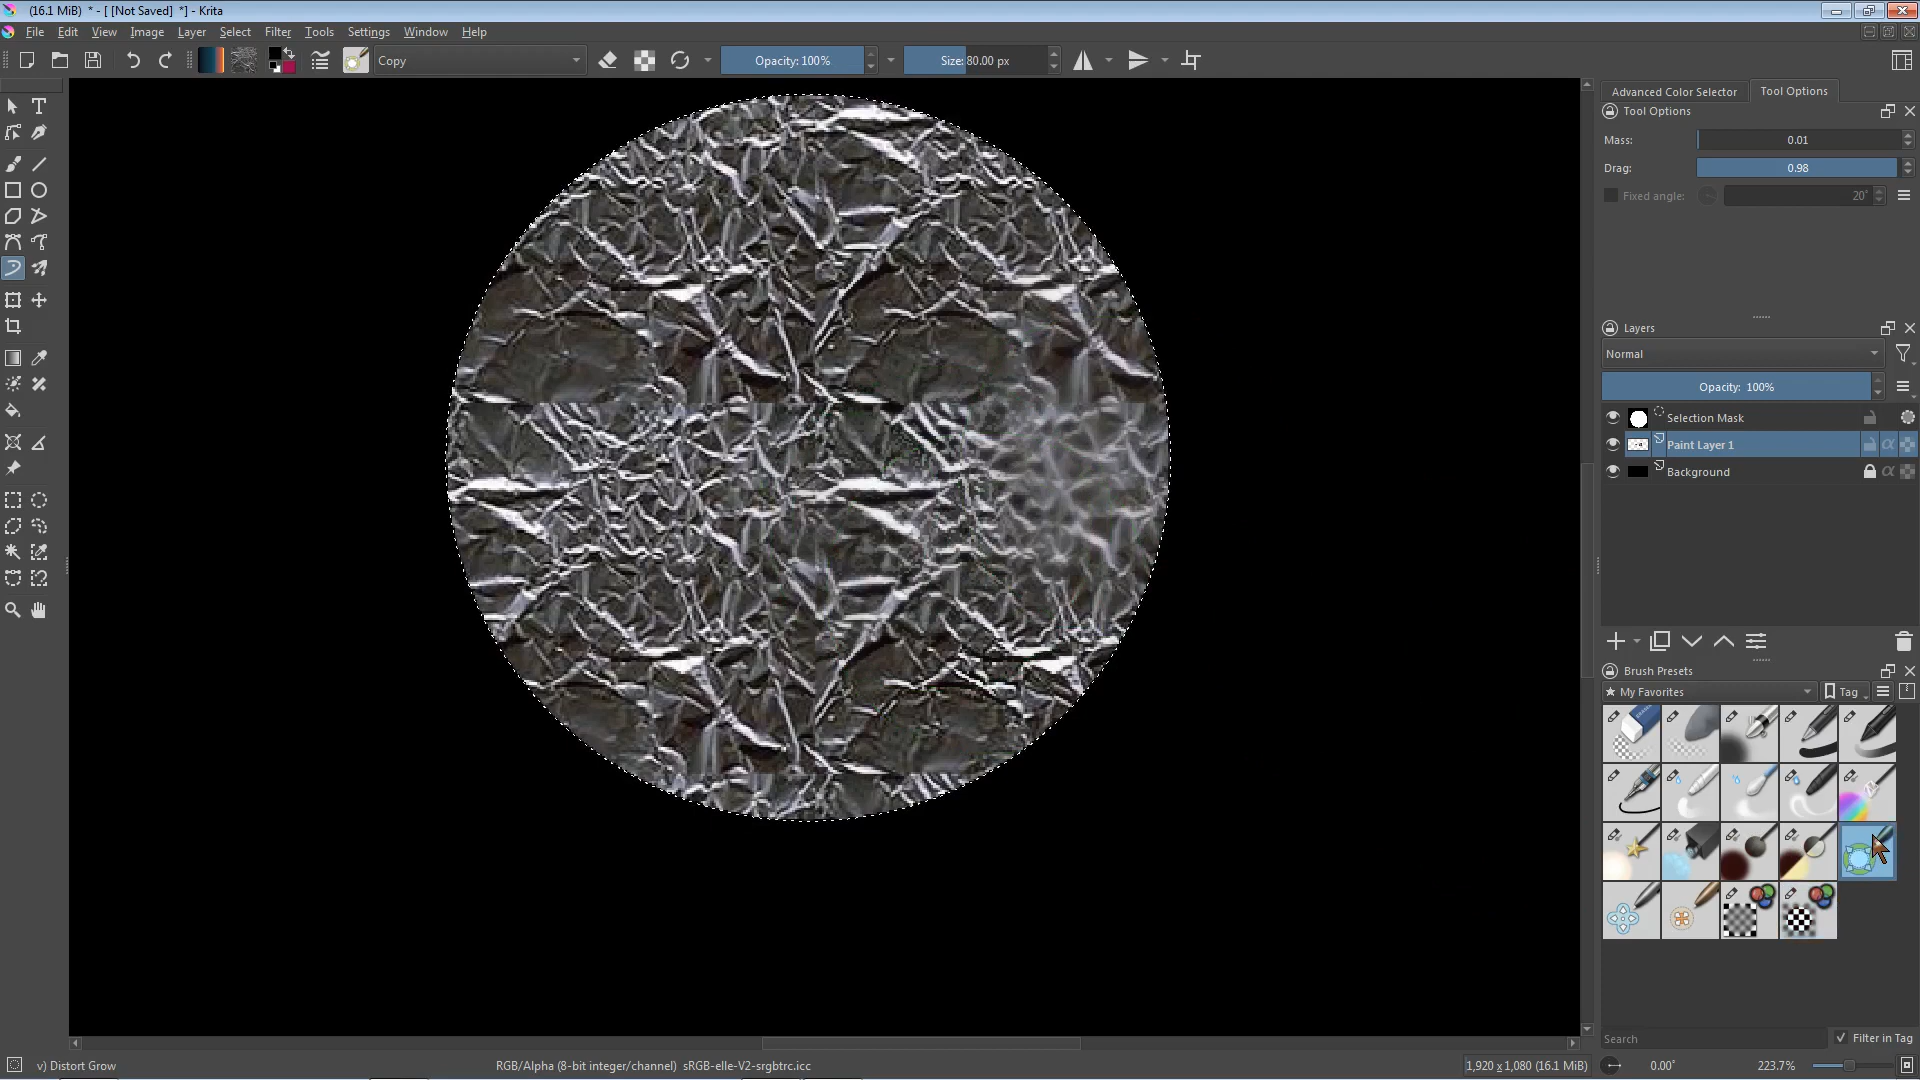 (16.1 MiB)  * - [ [Not Saved]  *] - Krita
File Edit View Image Layer Select Filter Tools Settings Window Help
Copy Opacity: 100% Size: 80.00 px
Advanced Color Selector Tool Options
Tool Options
Mass: 0.01
Drag: 0.98
Fixed angle: 20°
Layers
Normal
Opacity:  100%
Selection Mask
Paint Layer 1
Background
Brush Presets
★ My Favorites Tag
Search Filter in Tag
v) Distort Grow RGB/Alpha (8-bit integer/channel)  sRGB-elle-V2-srgbtrc.icc 1,920 x 1,080 (16.1 MiB) 0.00° 223.7%